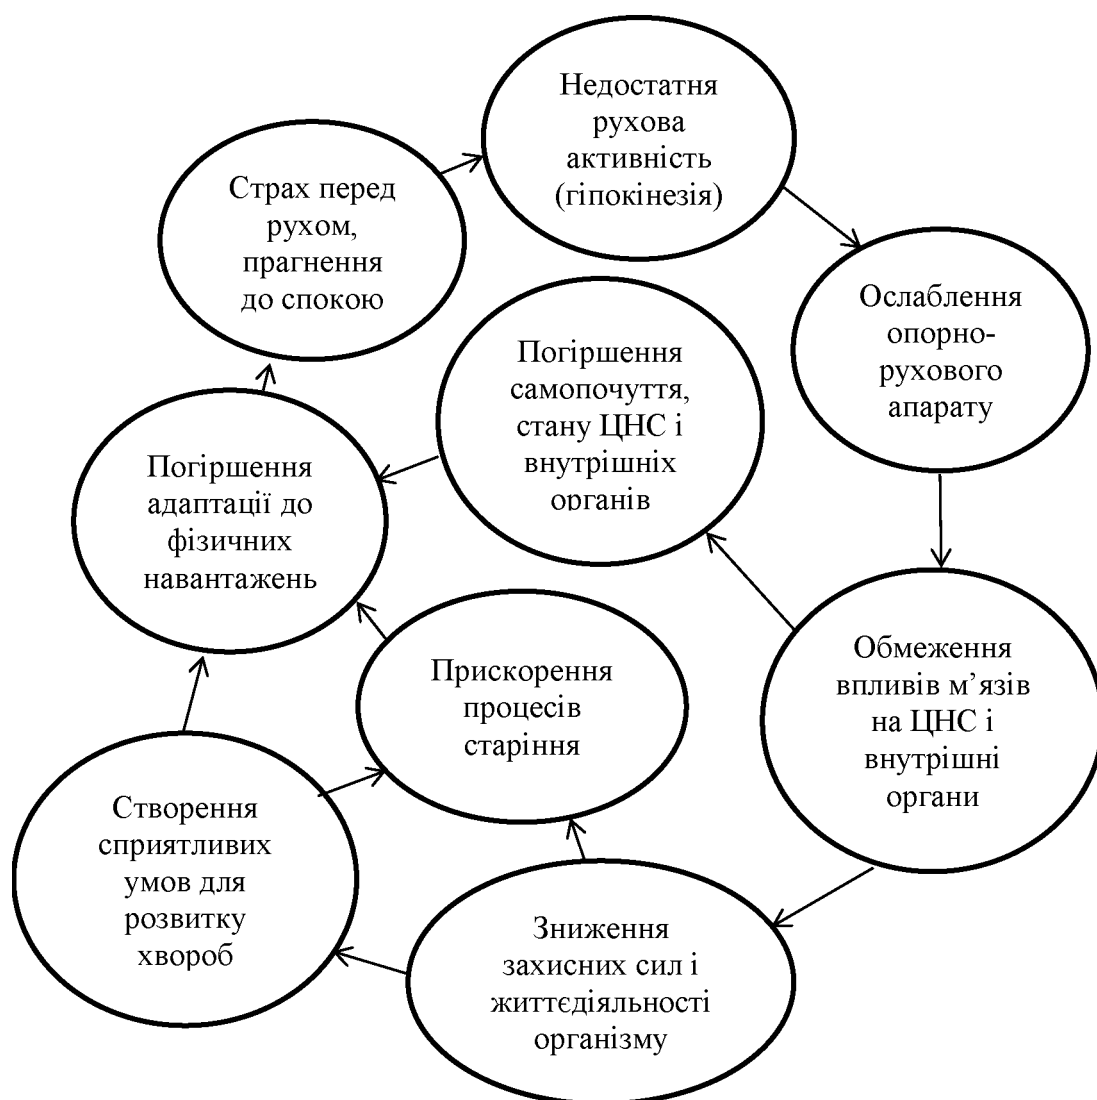 Недостатня
рухова
активність
(гіпокінезія)
Страх перед
рухом,
прагнення
до спокою
Ослаблення
опорно-
рухового
апарату
Погіршення
самопочуття,
стану ЦНС і
внутрішніх
органів
Погіршення
адаптації до
фізичних
навантажень
Обмеження
впливів м’язів
на ЦНС і
внутрішні
органи
Прискорення
процесів
старіння
Створення
сприятливих
умов для
розвитку
хвороб
Зниження
захисних сил і
життєдіяльності
організму